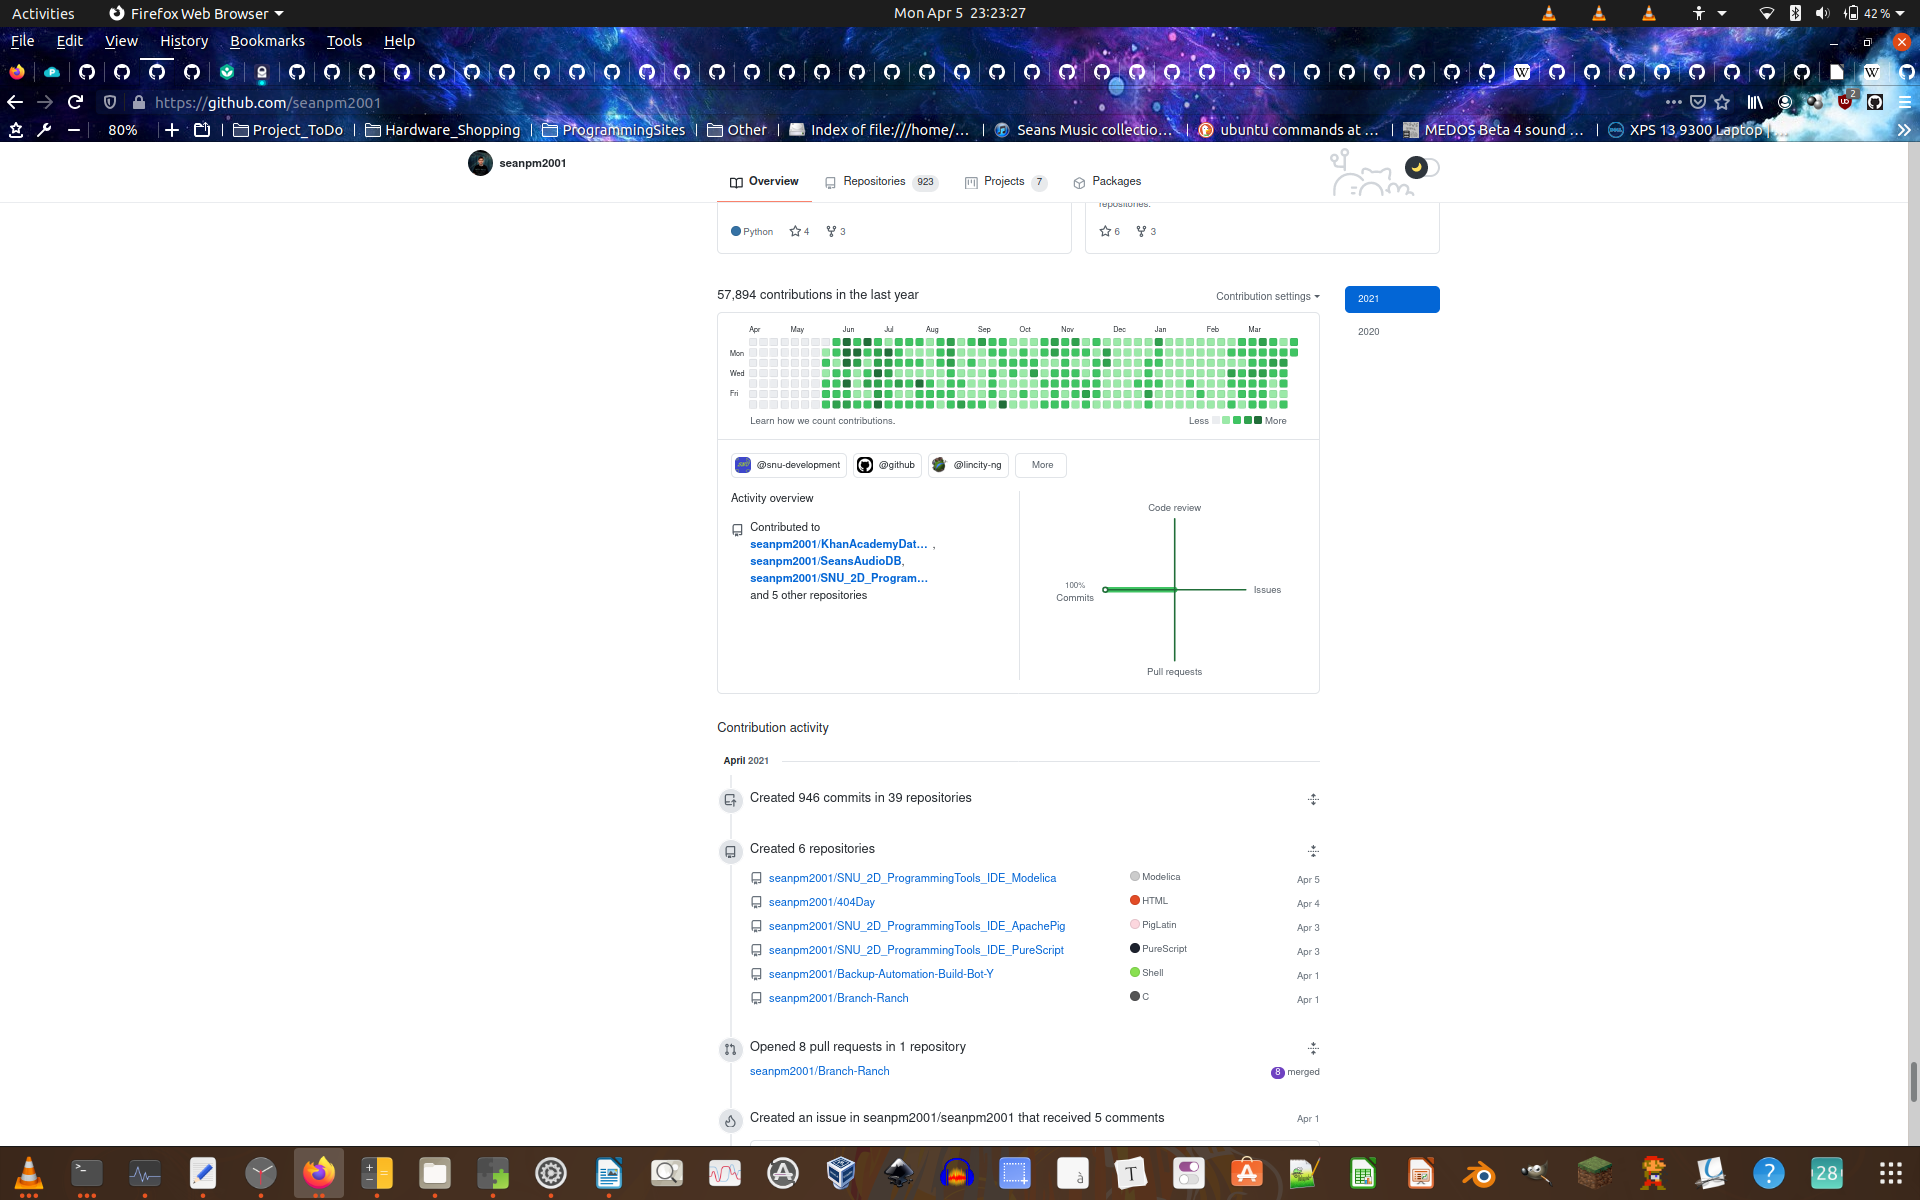 Activities Firefox Web Browser Mon Apr 5 23:23:27 42 %
File Edit View History Bookmarks Tools Help
https://github.com/seanpm2001 2
80% Project_ToDo Hardware_Shopping ProgrammingSites Other Index of file:///home/... Seans Music collectio... ubuntu commands at ... MEDOS Beta 4 sound ... XPS 13 9300 Laptop |...
seanpm2001
Overview Repositories 923 Projects 7 Packages
repositories.
Python 4 3 6 3
57,894 contributions in the last year Contribution settings 2021
2020
Apr May Jun Jul Aug Sep Oct Nov Dec Jan Feb Mar
Mon
Wed
Fri
Learn how we count contributions. Less More
@snu-development @github @lincity-ng More
Activity overview
Contributed to
seanpm2001/KhanAcademyDat... ,
seanpm2001/SeansAudioDB,
seanpm2001/SNU_2D_Program...
and 5 other repositories
Code review
100%
Commits
Issues
Pull requests
Contribution activity
April 2021
Created 946 commits in 39 repositories
Created 6 repositories
seanpm2001/SNU_2D_ProgrammingTools_IDE_Modelica Modelica Apr 5
seanpm2001/404Day HTML Apr 4
seanpm2001/SNU_2D_ProgrammingTools_IDE_ApachePig PigLatin Apr 3
seanpm2001/SNU_2D_ProgrammingTools_IDE_PureScript PureScript Apr 3
seanpm2001/Backup-Automation-Build-Bot-Y Shell Apr 1
seanpm2001/Branch-Ranch C Apr 1
Opened 8 pull requests in 1 repository
seanpm2001/Branch-Ranch 8 merged
Created an issue in seanpm2001/seanpm2001 that received 5 comments Apr 1
28